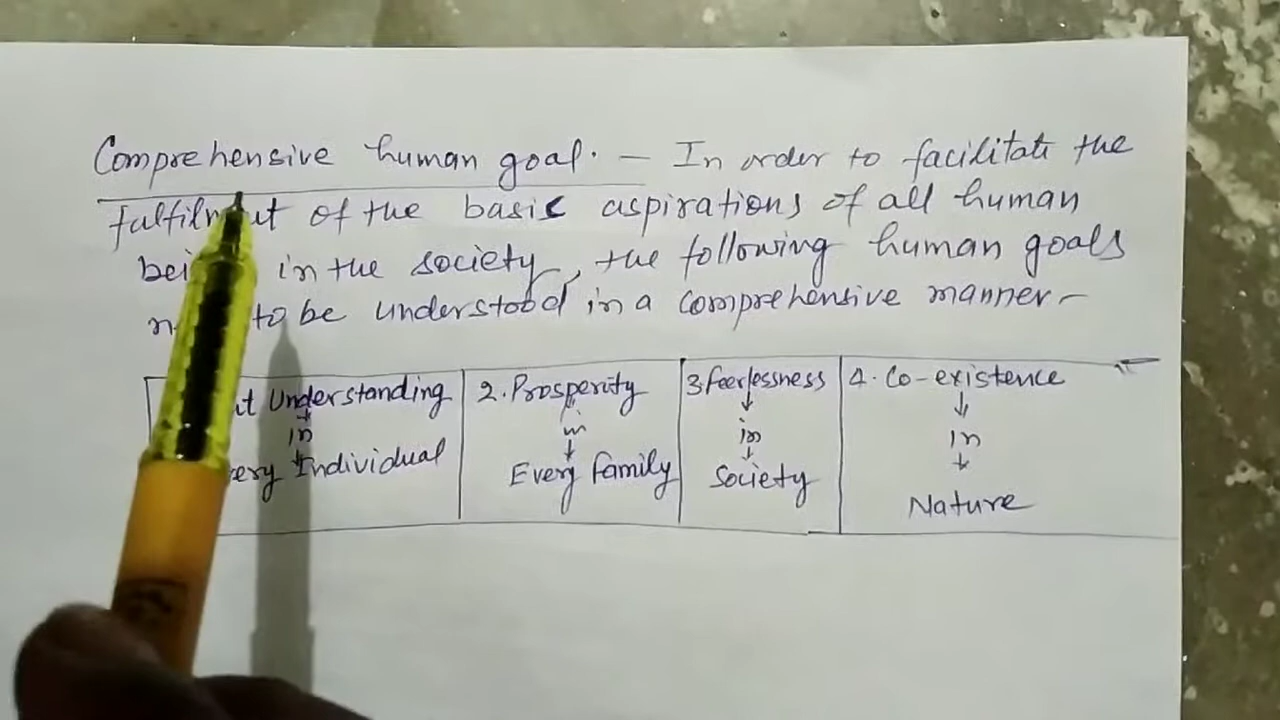 Comprehensive human goal. — In order to facilitate the
fulfilment of the basic aspirations of all human
in the society, the following human goals
to be understood in a comprehensive manner -
Understanding 2. Prosperity 3. Fearlessness 4. Co-existence
in in in in
Individual Every family Society Nature